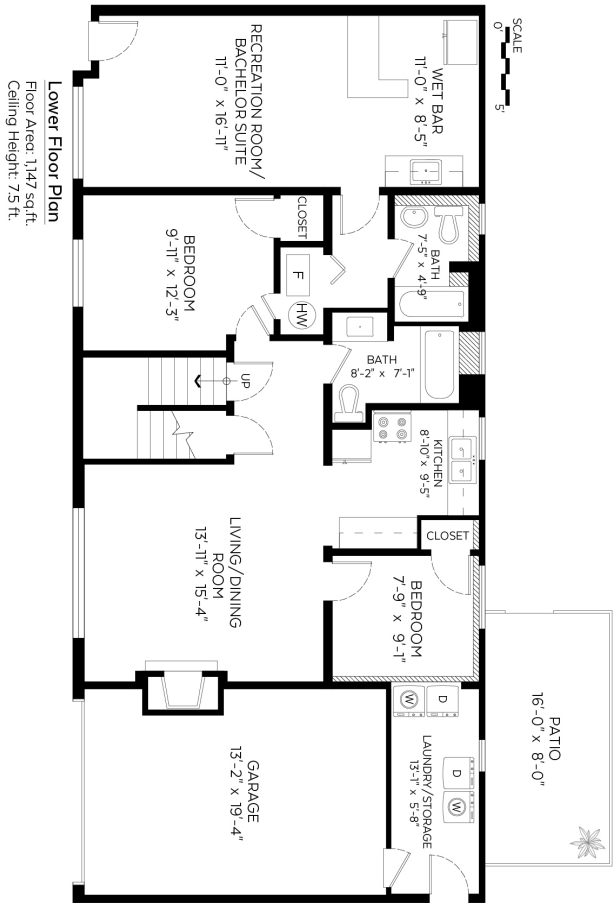 SCALE
0' 5'
WET BAR
11'-0" x 8'-5"
RECREATION ROOM/
BACHELOR SUITE
11'-0" x 16'-11"
BATH
7'-5" x 4'-9"
CLOSET
BEDROOM
9'-11" x 12'-3"
F
HW
BATH
8'-2" x 7'-1"
UP
KITCHEN
8'-10" x 9'-5"
CLOSET
LIVING/DINING
ROOM
13'-11" x 15'-4"
BEDROOM
7'-9" x 9'-1"
PATIO
16'-0" x 8'-0"
W
D
D
W
LAUNDRY/STORAGE
13'-1" x 5'-8"
GARAGE
13'-2" x 19'-4"
Lower Floor Plan
Floor Area: 1,147 sq.ft.
Ceiling Height: 7.5 ft.